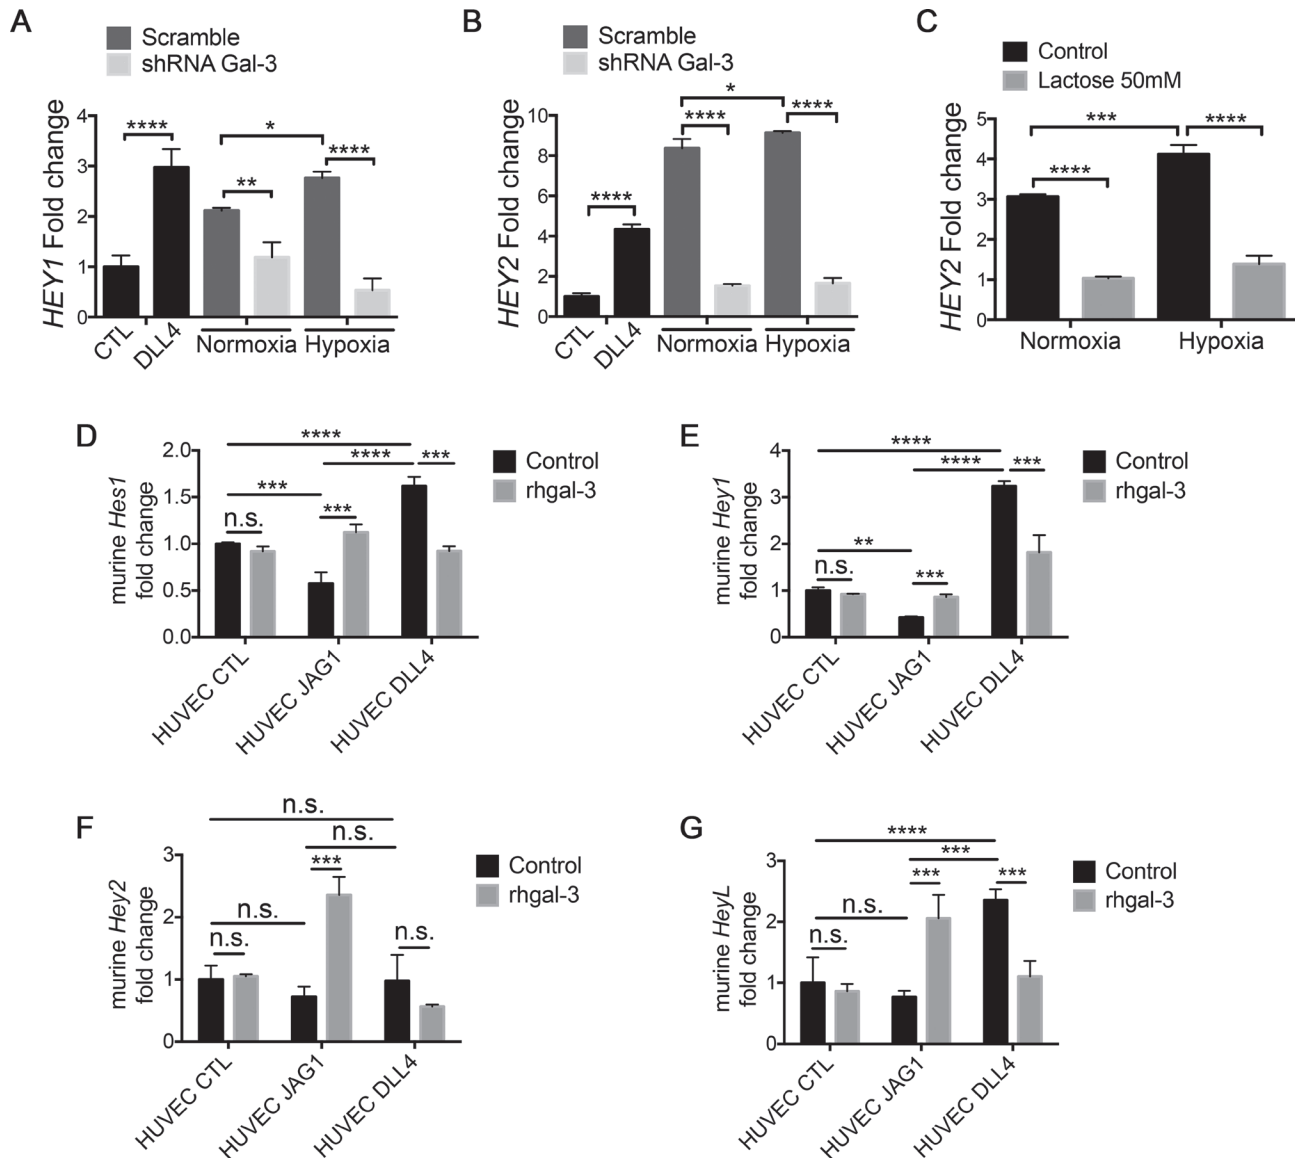 A
Scramble
shRNA Gal-3
HEY1 Fold change
4
3
2
1
0
****
**
*
****
CTL
DLL4
Normoxia
Hypoxia
B
Scramble
shRNA Gal-3
HEY2 Fold change
10
8
6
4
2
0
****
****
*
****
CTL
DLL4
Normoxia
Hypoxia
C
Control
Lactose 50mM
HEY2 Fold change
5
4
3
2
1
0
***
****
****
Normoxia
Hypoxia
D
murine Hes1
fold change
2.0
1.5
1.0
0.5
0.0
****
****
***
***
***
n.s.
Control
rhgal-3
HUVEC CTL
HUVEC JAG1
HUVEC DLL4
E
murine Hey1
fold change
4
3
2
1
0
****
****
***
**
n.s.
***
Control
rhgal-3
HUVEC CTL
HUVEC JAG1
HUVEC DLL4
F
murine Hey2
fold change
3
2
1
0
n.s.
n.s.
***
n.s.
n.s.
n.s.
Control
rhgal-3
HUVEC CTL
HUVEC JAG1
HUVEC DLL4
G
murine HeyL
fold change
3
2
1
0
****
***
***
***
n.s.
n.s.
Control
rhgal-3
HUVEC CTL
HUVEC JAG1
HUVEC DLL4